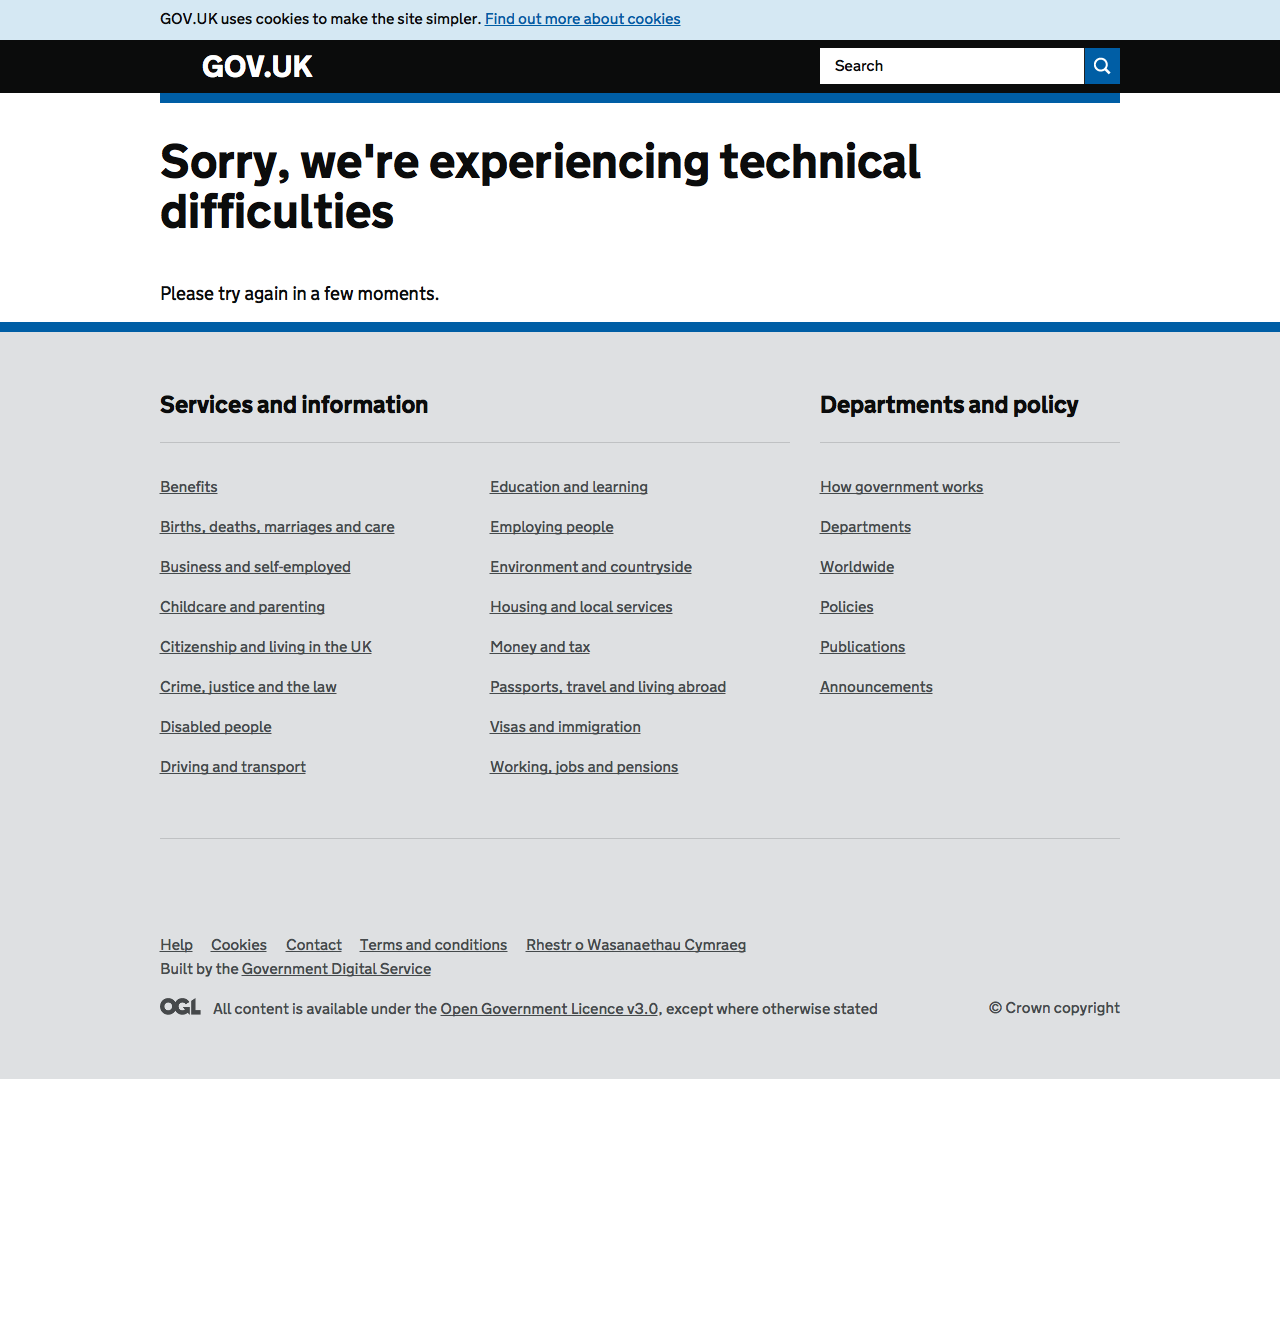 GOV.UK uses cookies to make the site simpler. Find out more about cookies
GOV.UK
Search
Sorry, we're experiencing technical
difficulties
Please try again in a few moments.
Services and information
Departments and policy
Benefits
Births, deaths, marriages and care
Business and self-employed
Childcare and parenting
Citizenship and living in the UK
Crime, justice and the law
Disabled people
Driving and transport
Education and learning
Employing people
Environment and countryside
Housing and local services
Money and tax
Passports, travel and living abroad
Visas and immigration
Working, jobs and pensions
How government works
Departments
Worldwide
Policies
Publications
Announcements
Help Cookies Contact Terms and conditions Rhestr o Wasanaethau Cymraeg
Built by the Government Digital Service
OGL All content is available under the Open Government Licence v3.0, except where otherwise stated
© Crown copyright